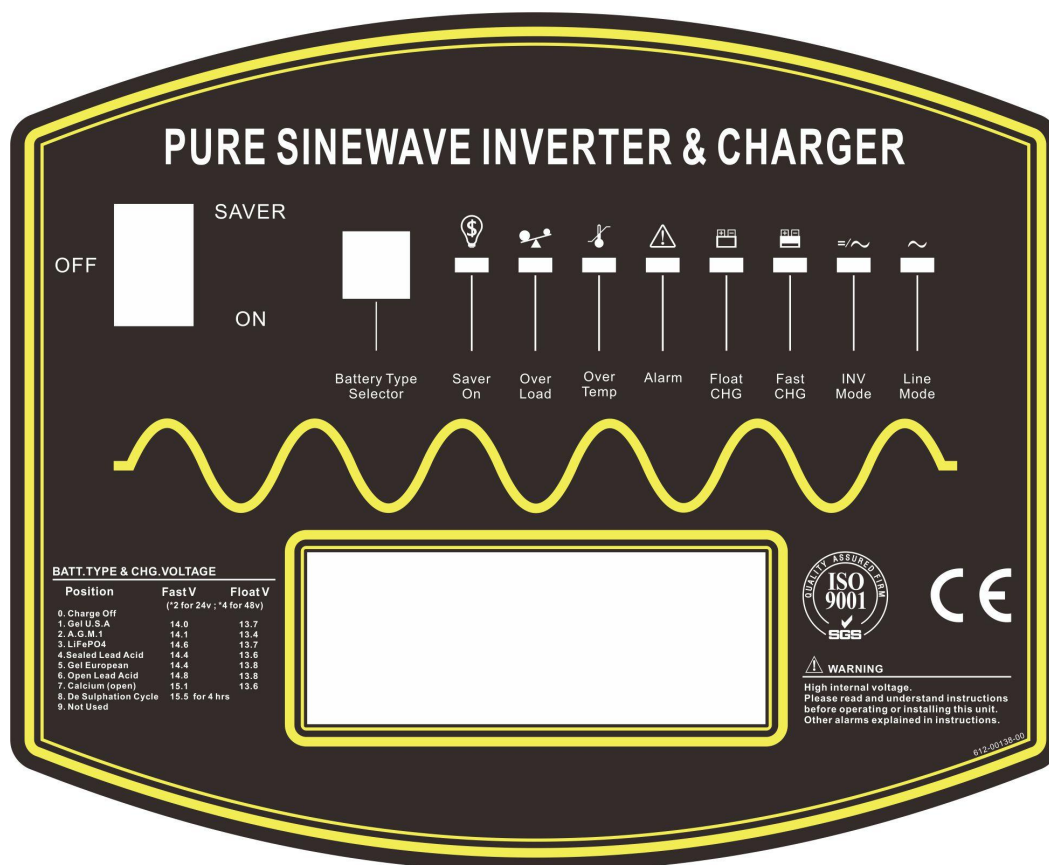 PURE SINEWAVE INVERTER & CHARGER
SAVER
OFF
ON
$
=/~
~
Battery Type
Selector
Saver
On
Over
Load
Over
Temp
Alarm
Float
CHG
Fast
CHG
INV
Mode
Line
Mode
BATT.TYPE & CHG.VOLTAGE
Position Fast V Float V
(*2 for 24v ; *4 for 48v)
0. Charge Off
1. Gel U.S.A 14.0 13.7
2. A.G.M.1 14.1 13.4
3. LiFePO4 14.6 13.7
4.Sealed Lead Acid 14.4 13.6
5. Gel European 14.4 13.8
6. Open Lead Acid 14.8 13.8
7. Calcium (open) 15.1 13.6
8. De Sulphation Cycle 15.5 for 4 hrs
9. Not Used
QUALITY ASSURED FIRM
ISO
9001
SGS
CE
WARNING
High internal voltage.
Please read and understand instructions
before operating or installing this unit.
Other alarms explained in instructions.
612-00138-00